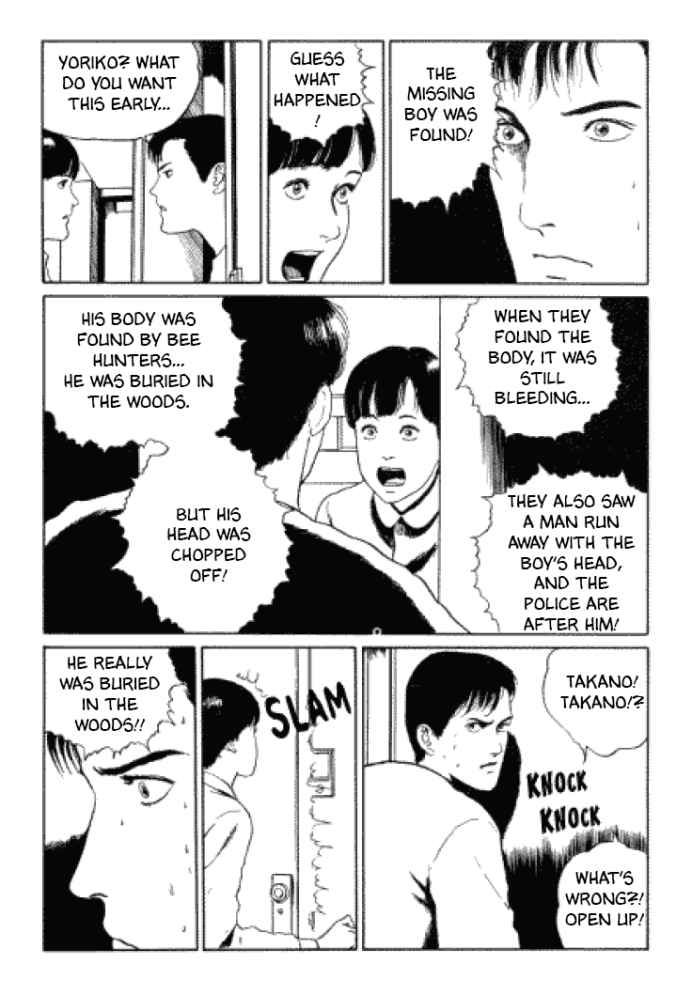 YORIKO? WHAT
DO YOU WANT
THIS EARLY...
GUESS
WHAT
HAPPENED
!
THE
MISSING
BOY WAS
FOUND!
HIS BODY WAS
FOUND BY BEE
HUNTERS...
HE WAS BURIED IN
THE WOODS.
BUT HIS
HEAD WAS
CHOPPED
OFF!
WHEN THEY
FOUND THE
BODY, IT WAS
STILL
BLEEDING...
THEY ALSO SAW
A MAN RUN
AWAY WITH THE
BOY'S HEAD,
AND THE
POLICE ARE
AFTER HIM!
HE REALLY
WAS BURIED
IN THE
WOODS!!
SLAM
TAKANO!
TAKANO!?
KNOCK
KNOCK
WHAT'S
WRONG?!
OPEN UP!